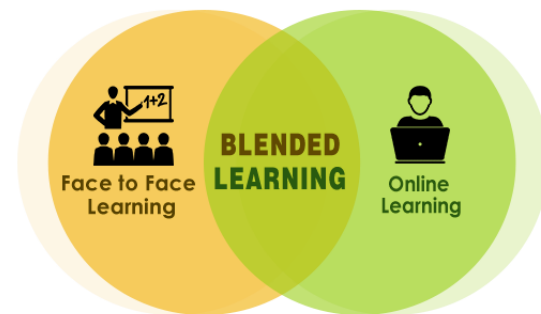 1+2
Face to Face
Learning
BLENDED
LEARNING
Online
Learning